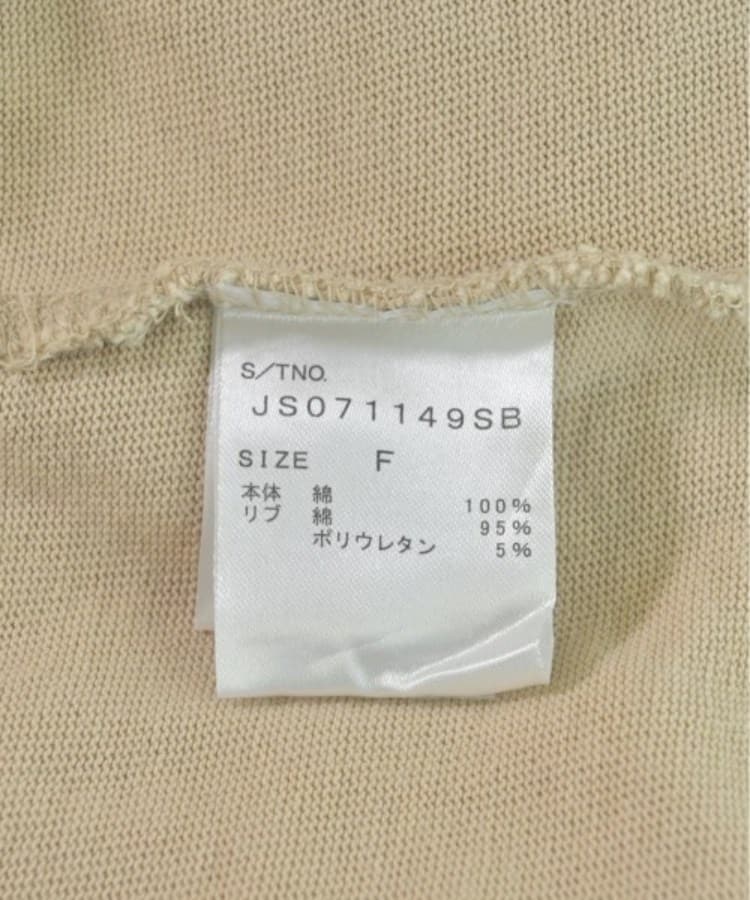 S/TNO.
JS071149SB
SIZE F
本体 綿 100%
リブ 綿 95%
ポリウレタン 5%